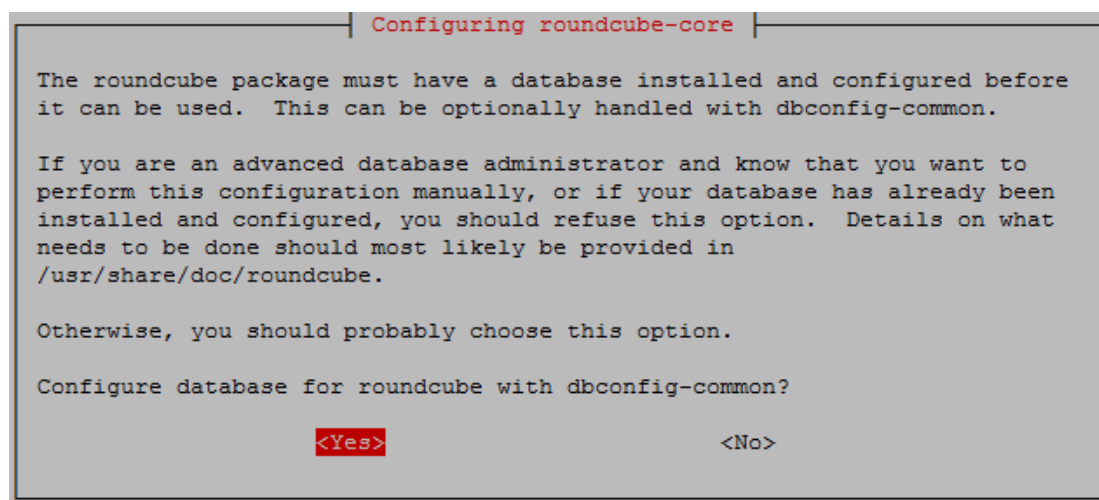 Configuring roundcube-core
The roundcube package must have a database installed and configured before
it can be used.  This can be optionally handled with dbconfig-common.
If you are an advanced database administrator and know that you want to
perform this configuration manually, or if your database has already been
installed and configured, you should refuse this option.  Details on what
needs to be done should most likely be provided in
/usr/share/doc/roundcube.
Otherwise, you should probably choose this option.
Configure database for roundcube with dbconfig-common?
<Yes> <No>